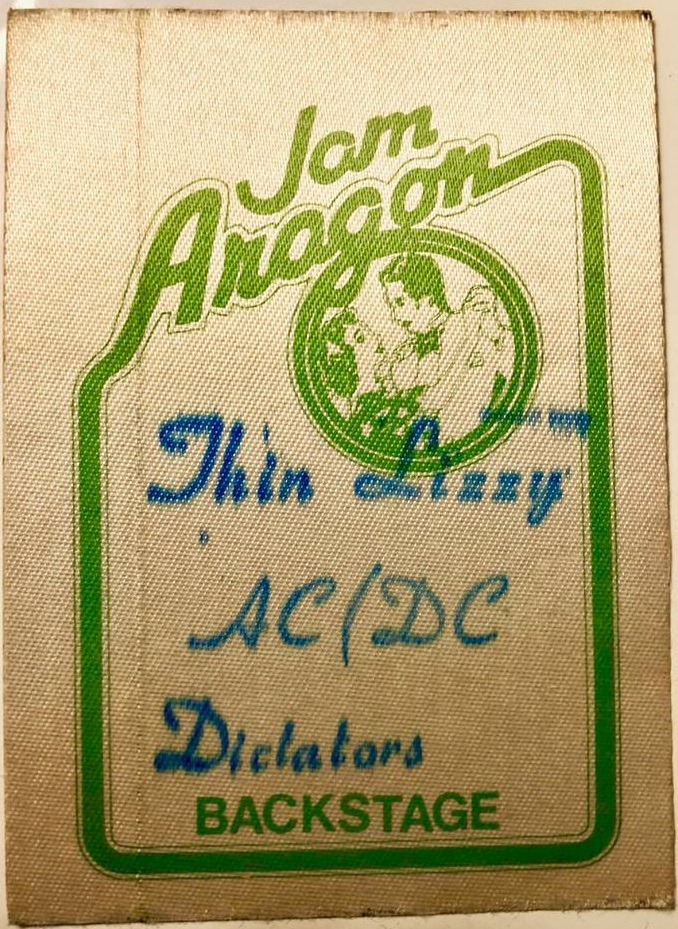 Jam
Aragon
Thin Lizzy
AC/DC
Dictators
BACKSTAGE